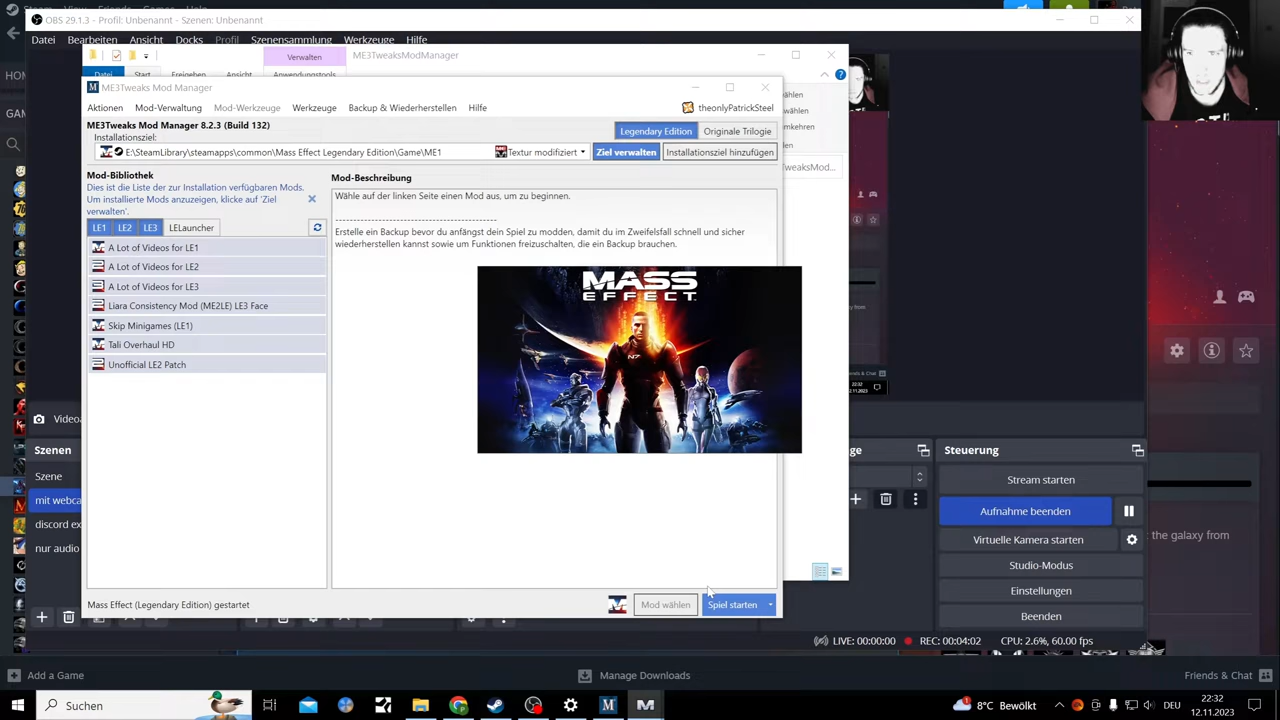 OBS 29.1.3 - Profil: Unbenannt - Szenen: Unbenannt
Datei Bearbeiten Ansicht Docks Profil Szenensammlung Werkzeuge Hilfe
Verwalten
ME3TweaksModManager
Datei Start Freigeben Ansicht Anwendungstools
ME3Tweaks Mod Manager
Aktionen Mod-Verwaltung Mod-Werkzeuge Werkzeuge Backup & Wiederherstellen Hilfe
theonlyPatrickSteel
ME3Tweaks Mod Manager 8.2.3 (Build 132)
Legendary Edition Originale Trilogie
Installationsziel:
E:\SteamLibrary\steamapps\common\Mass Effect Legendary Edition\Game\ME1
Textur modifiziert
Ziel verwalten
Installationsziel hinzufügen
Mod-Bibliothek
Dies ist die Liste der zur Installation verfügbaren Mods.
Um installierte Mods anzuzeigen, klicke auf 'Ziel
verwalten'.
LE1 LE2 LE3 LELauncher
A Lot of Videos for LE1
A Lot of Videos for LE2
A Lot of Videos for LE3
Liara Consistency Mod (ME2LE) LE3 Face
Skip Minigames (LE1)
Tali Overhaul HD
Unofficial LE2 Patch
Mod-Beschreibung
Wähle auf der linken Seite einen Mod aus, um zu beginnen.
Erstelle ein Backup bevor du anfängst dein Spiel zu modden, damit du im Zweifelsfall schnell und sicher
wiederherstellen kannst sowie um Funktionen freizuschalten, die ein Backup brauchen.
MASS
EFFECT
N7
Mass Effect (Legendary Edition) gestartet
Mod wählen
Spiel starten
Szenen
Szene
mit webca
discord ex
nur audio
Steuerung
Stream starten
Aufnahme beenden
Virtuelle Kamera starten
Studio-Modus
Einstellungen
Beenden
LIVE: 00:00:00
REC: 00:04:02
CPU: 2.6%, 60.00 fps
the galaxy from
Add a Game
Manage Downloads
Friends & Chat
Suche
8°C Bewölkt
DEU
22:32
12.11.2023